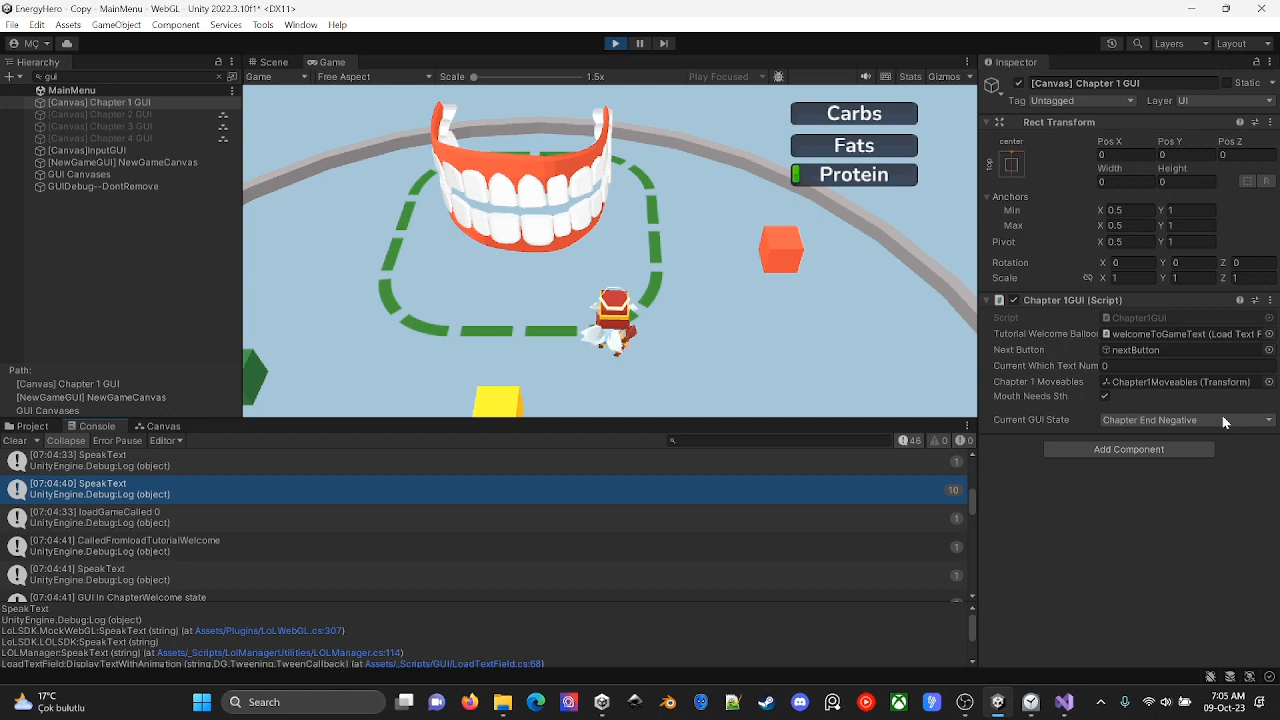 EnergyHero - Copy - MainMenu - WebGL - Unity 2022.3.10f1* <DX11>
File Edit Assets GameObject Component Services Tools Window Help
MÇ
Layers Layout
Hierarchy
gui
MainMenu
[Canvas] Chapter 1 GUI
[Canvas] Chapter 2 GUI
[Canvas] Chapter 3 GUI
[Canvas] Chapter 4 GUI
[Canvas]InputGUI
[NewGameGUI] NewGameCanvas
GUI Canvases
GUIDebug--DontRemove
Path:
[Canvas] Chapter 1 GUI
[NewGameGUI] NewGameCanvas
GUI Canvases
Scene Game
Game Free Aspect Scale 1.5x Play Focused Stats Gizmos
Carbs
Fats
Protein
Inspector
[Canvas] Chapter 1 GUI Static
Tag Untagged Layer UI
Rect Transform
center
top
Pos X Pos Y Pos Z
0 0 0
Width Height
0 0
R
Anchors
Min X 0.5 Y 1
Max X 0.5 Y 1
Pivot X 0.5 Y 1
Rotation X 0 Y 0 Z 0
Scale X 1 Y 1 Z 1
Chapter 1GUI (Script)
Script Chapter1GUI
Tutorial Welcome Balloo welcomeToGameText (Load Text F
Next Button nextButton
Current Which Text Num 0
Chapter 1 Moveables Chapter1Moveables (Transform)
Mouth Needs Sth
Current GUI State Chapter End Negative
Add Component
Project Console Canvas
Clear Collapse Error Pause Editor 46 0 0
[07:04:33] SpeakText
UnityEngine.Debug:Log (object)
1
[07:04:40] SpeakText
UnityEngine.Debug:Log (object)
10
[07:04:33] loadGameCalled 0
UnityEngine.Debug:Log (object)
1
[07:04:41] CalledFromloadTutorialWelcome
UnityEngine.Debug:Log (object)
1
[07:04:41] SpeakText
UnityEngine.Debug:Log (object)
1
[07:04:41] GUI In ChapterWelcome state
SpeakText
UnityEngine.Debug:Log (object)
LoLSDK.MockWebGL:SpeakText (string) (at Assets/Plugins/LoLWebGL.cs:307)
LoLSDK.LOLSDK:SpeakText (string)
LOLManager:SpeakText (string) (at Assets/_Scripts/LolManagerUtilities/LOLManager.cs:114)
LoadTextField:DisplayTextWithAnimation (string,DG.Tweening.TweenCallback) (at Assets/_Scripts/GUI/LoadTextField.cs:68)
17°C
Çok bulutlu
Search
7:05 AM
09-Oct-23